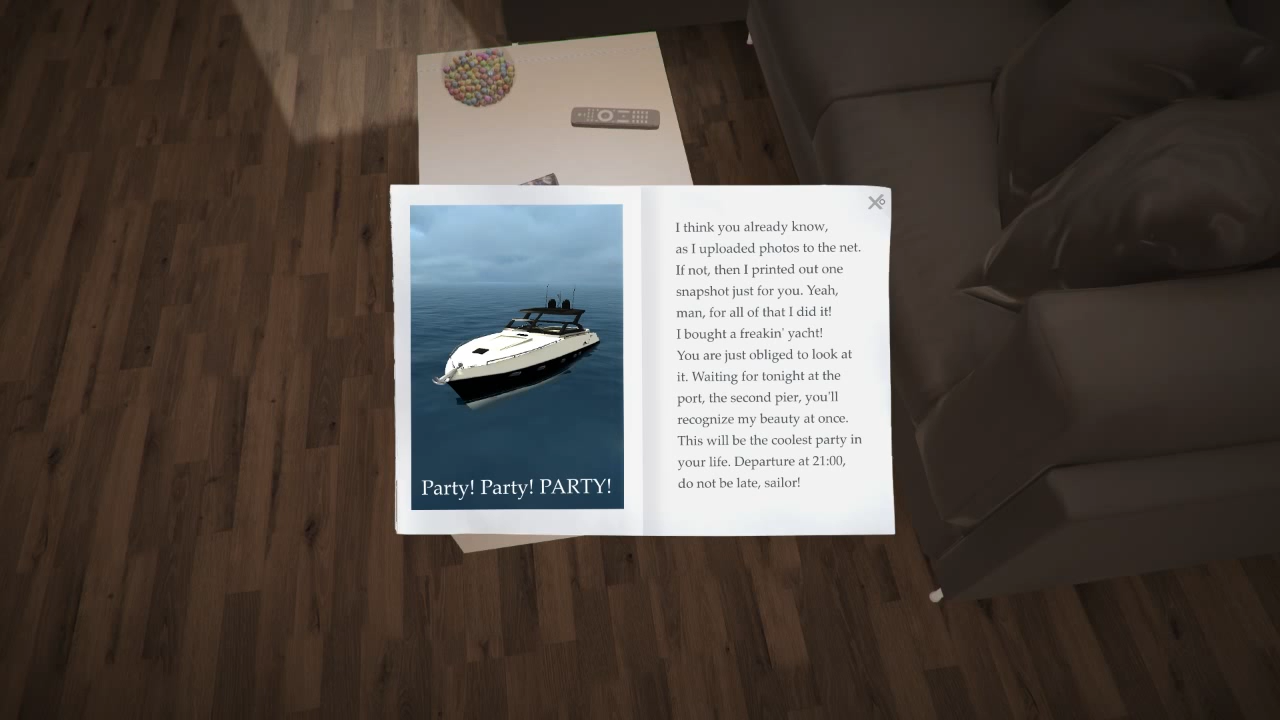 I think you already know,
as I uploaded photos to the net.
If not, then I printed out one
snapshot just for you. Yeah,
man, for all of that I did it!
I bought a freakin' yacht!
You are just obliged to look at
it. Waiting for tonight at the
port, the second pier, you'll
recognize my beauty at once.
This will be the coolest party in
your life. Departure at 21:00,
do not be late, sailor!
Party! Party! PARTY!